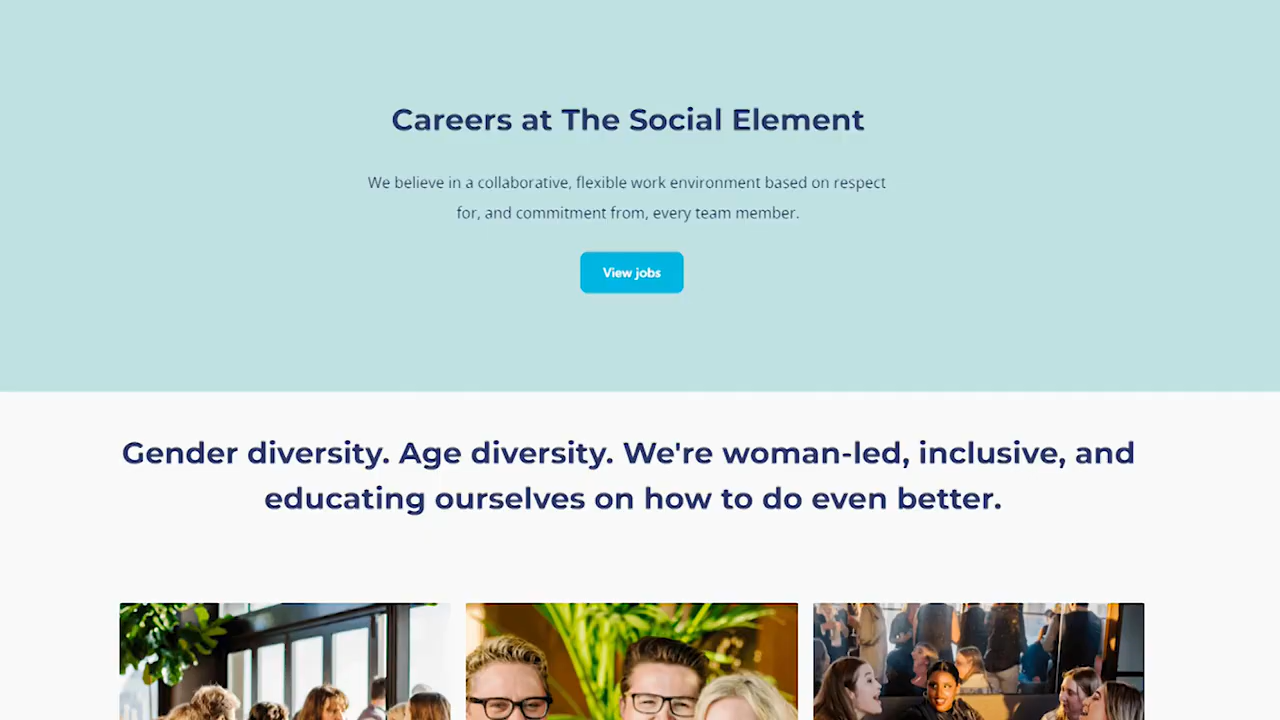 Careers at The Social Element
We believe in a collaborative, flexible work environment based on respect
for, and commitment from, every team member.
View jobs
Gender diversity. Age diversity. We're woman-led, inclusive, and
educating ourselves on how to do even better.